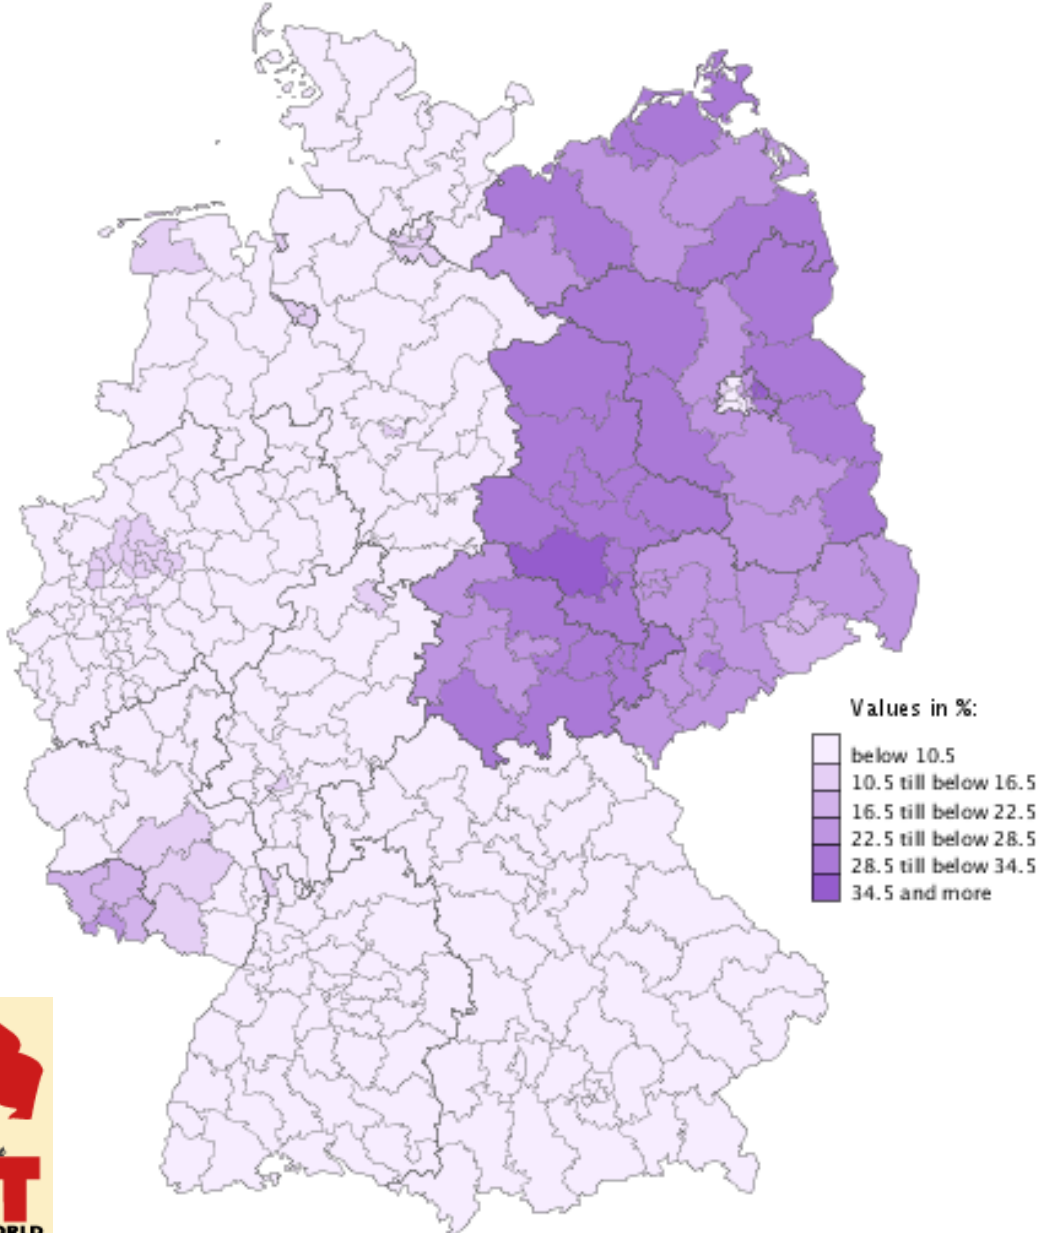 Values in %:
below 10.5
10.5 till below 16.5
16.5 till below 22.5
22.5 till below 28.5
28.5 till below 34.5
34.5 and more
T